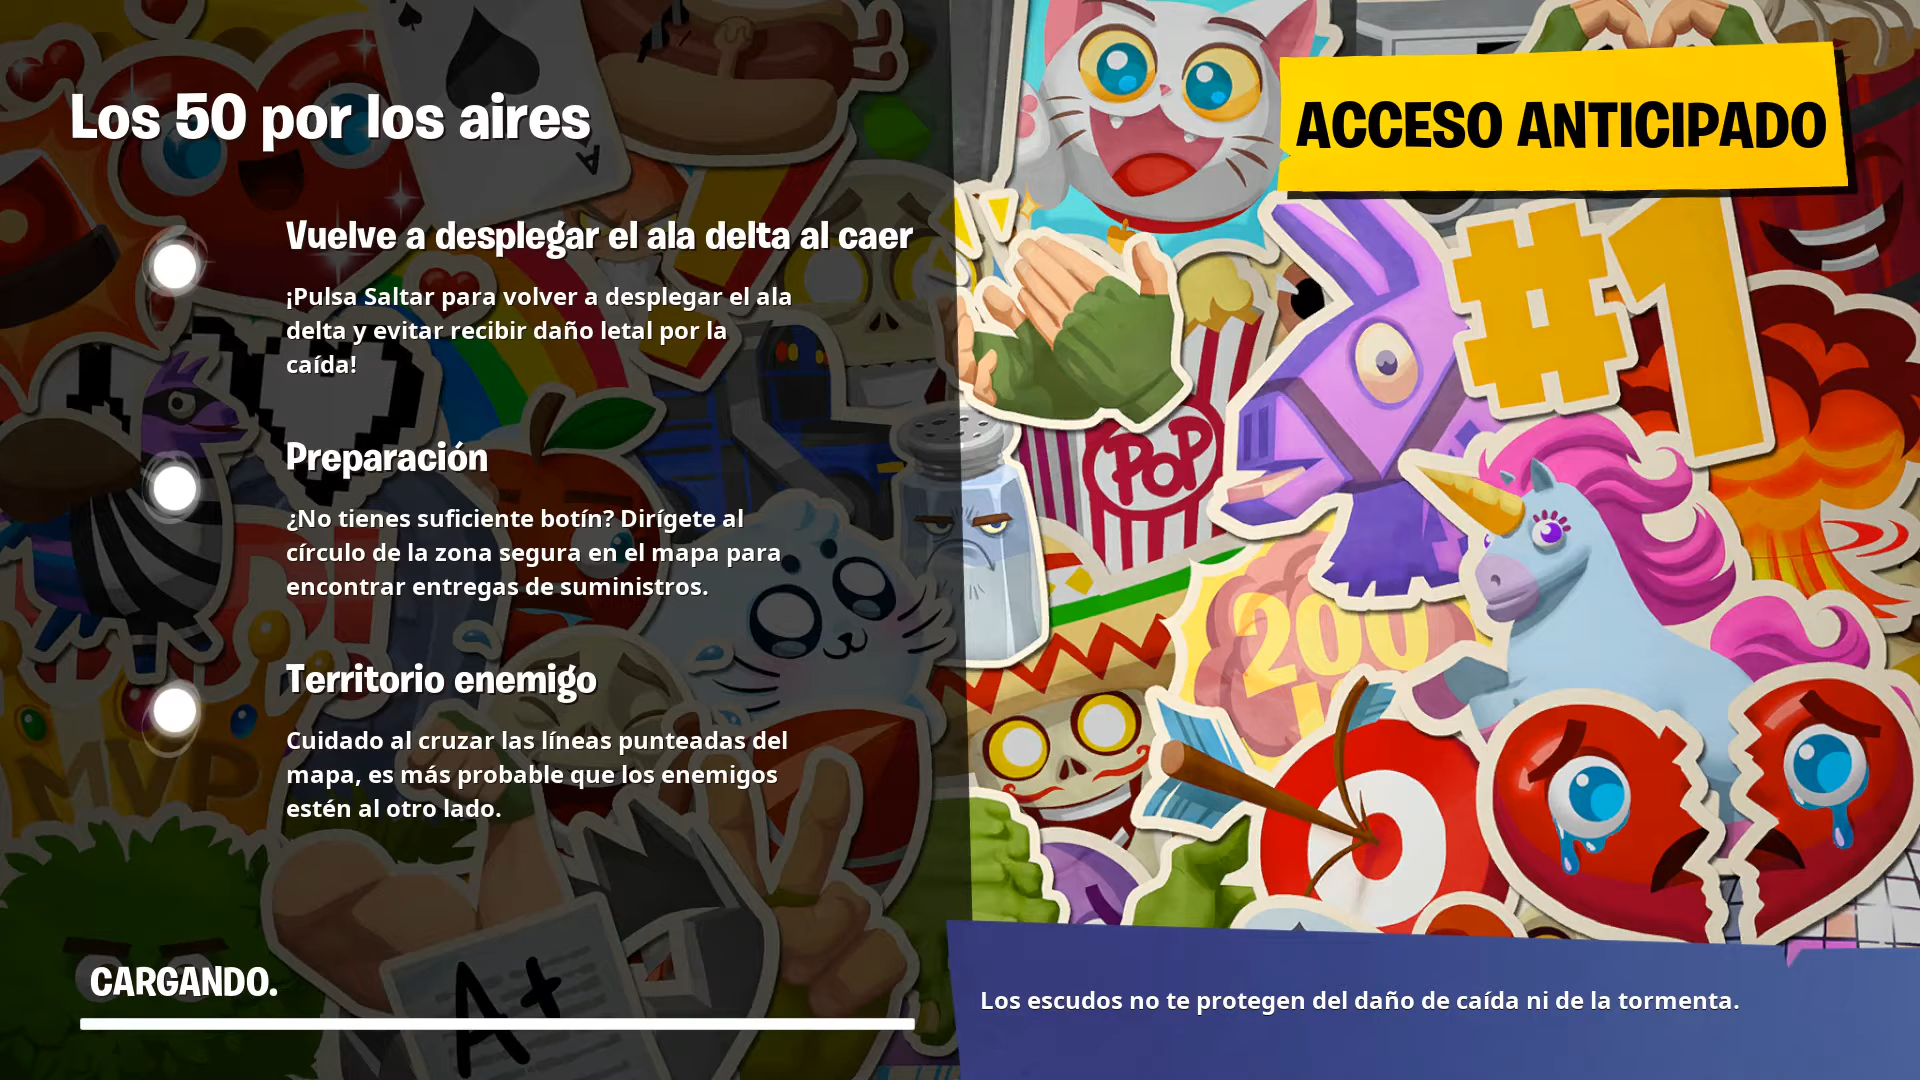 Los 50 por los aires
Vuelve a desplegar el ala delta al caer
¡Pulsa Saltar para volver a desplegar el ala
delta y evitar recibir daño letal por la
caída!
Preparación
¿No tienes suficiente botín? Dirígete al
círculo de la zona segura en el mapa para
encontrar entregas de suministros.
Territorio enemigo
Cuidado al cruzar las líneas punteadas del
mapa, es más probable que los enemigos
estén al otro lado.
CARGANDO.
ACCESO ANTICIPADO
#1
POP
200
A
MVP
A+
Los escudos no te protegen del daño de caída ni de la tormenta.